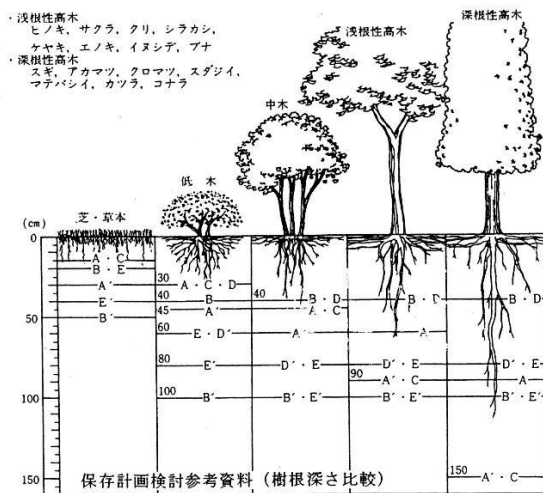 ・浅根性高木
ヒノキ, サクラ, クリ, シラカシ,
ケヤキ, エノキ, イヌシデ, ブナ
・深根性高木
スギ, アカマツ, クロマツ, スダジイ,
マテバシイ, カツラ, コナラ
深根性高木
浅根性高木
中木
低木
芝・草本
(cm)
0
A・C
B・E
A′
E′
50 B′
30 A・C・D
40 B
45 A′
60 E・D′
80 E′
100 B′
40 B・D
A・C
A′
D′・E
B′・E′
B・D
A
D′・E
90 A′・C
B′・E′
B・D
D′・E
A
B′・E′
150 A′・C
100
150
保存計画検討参考資料（樹根深さ比較）